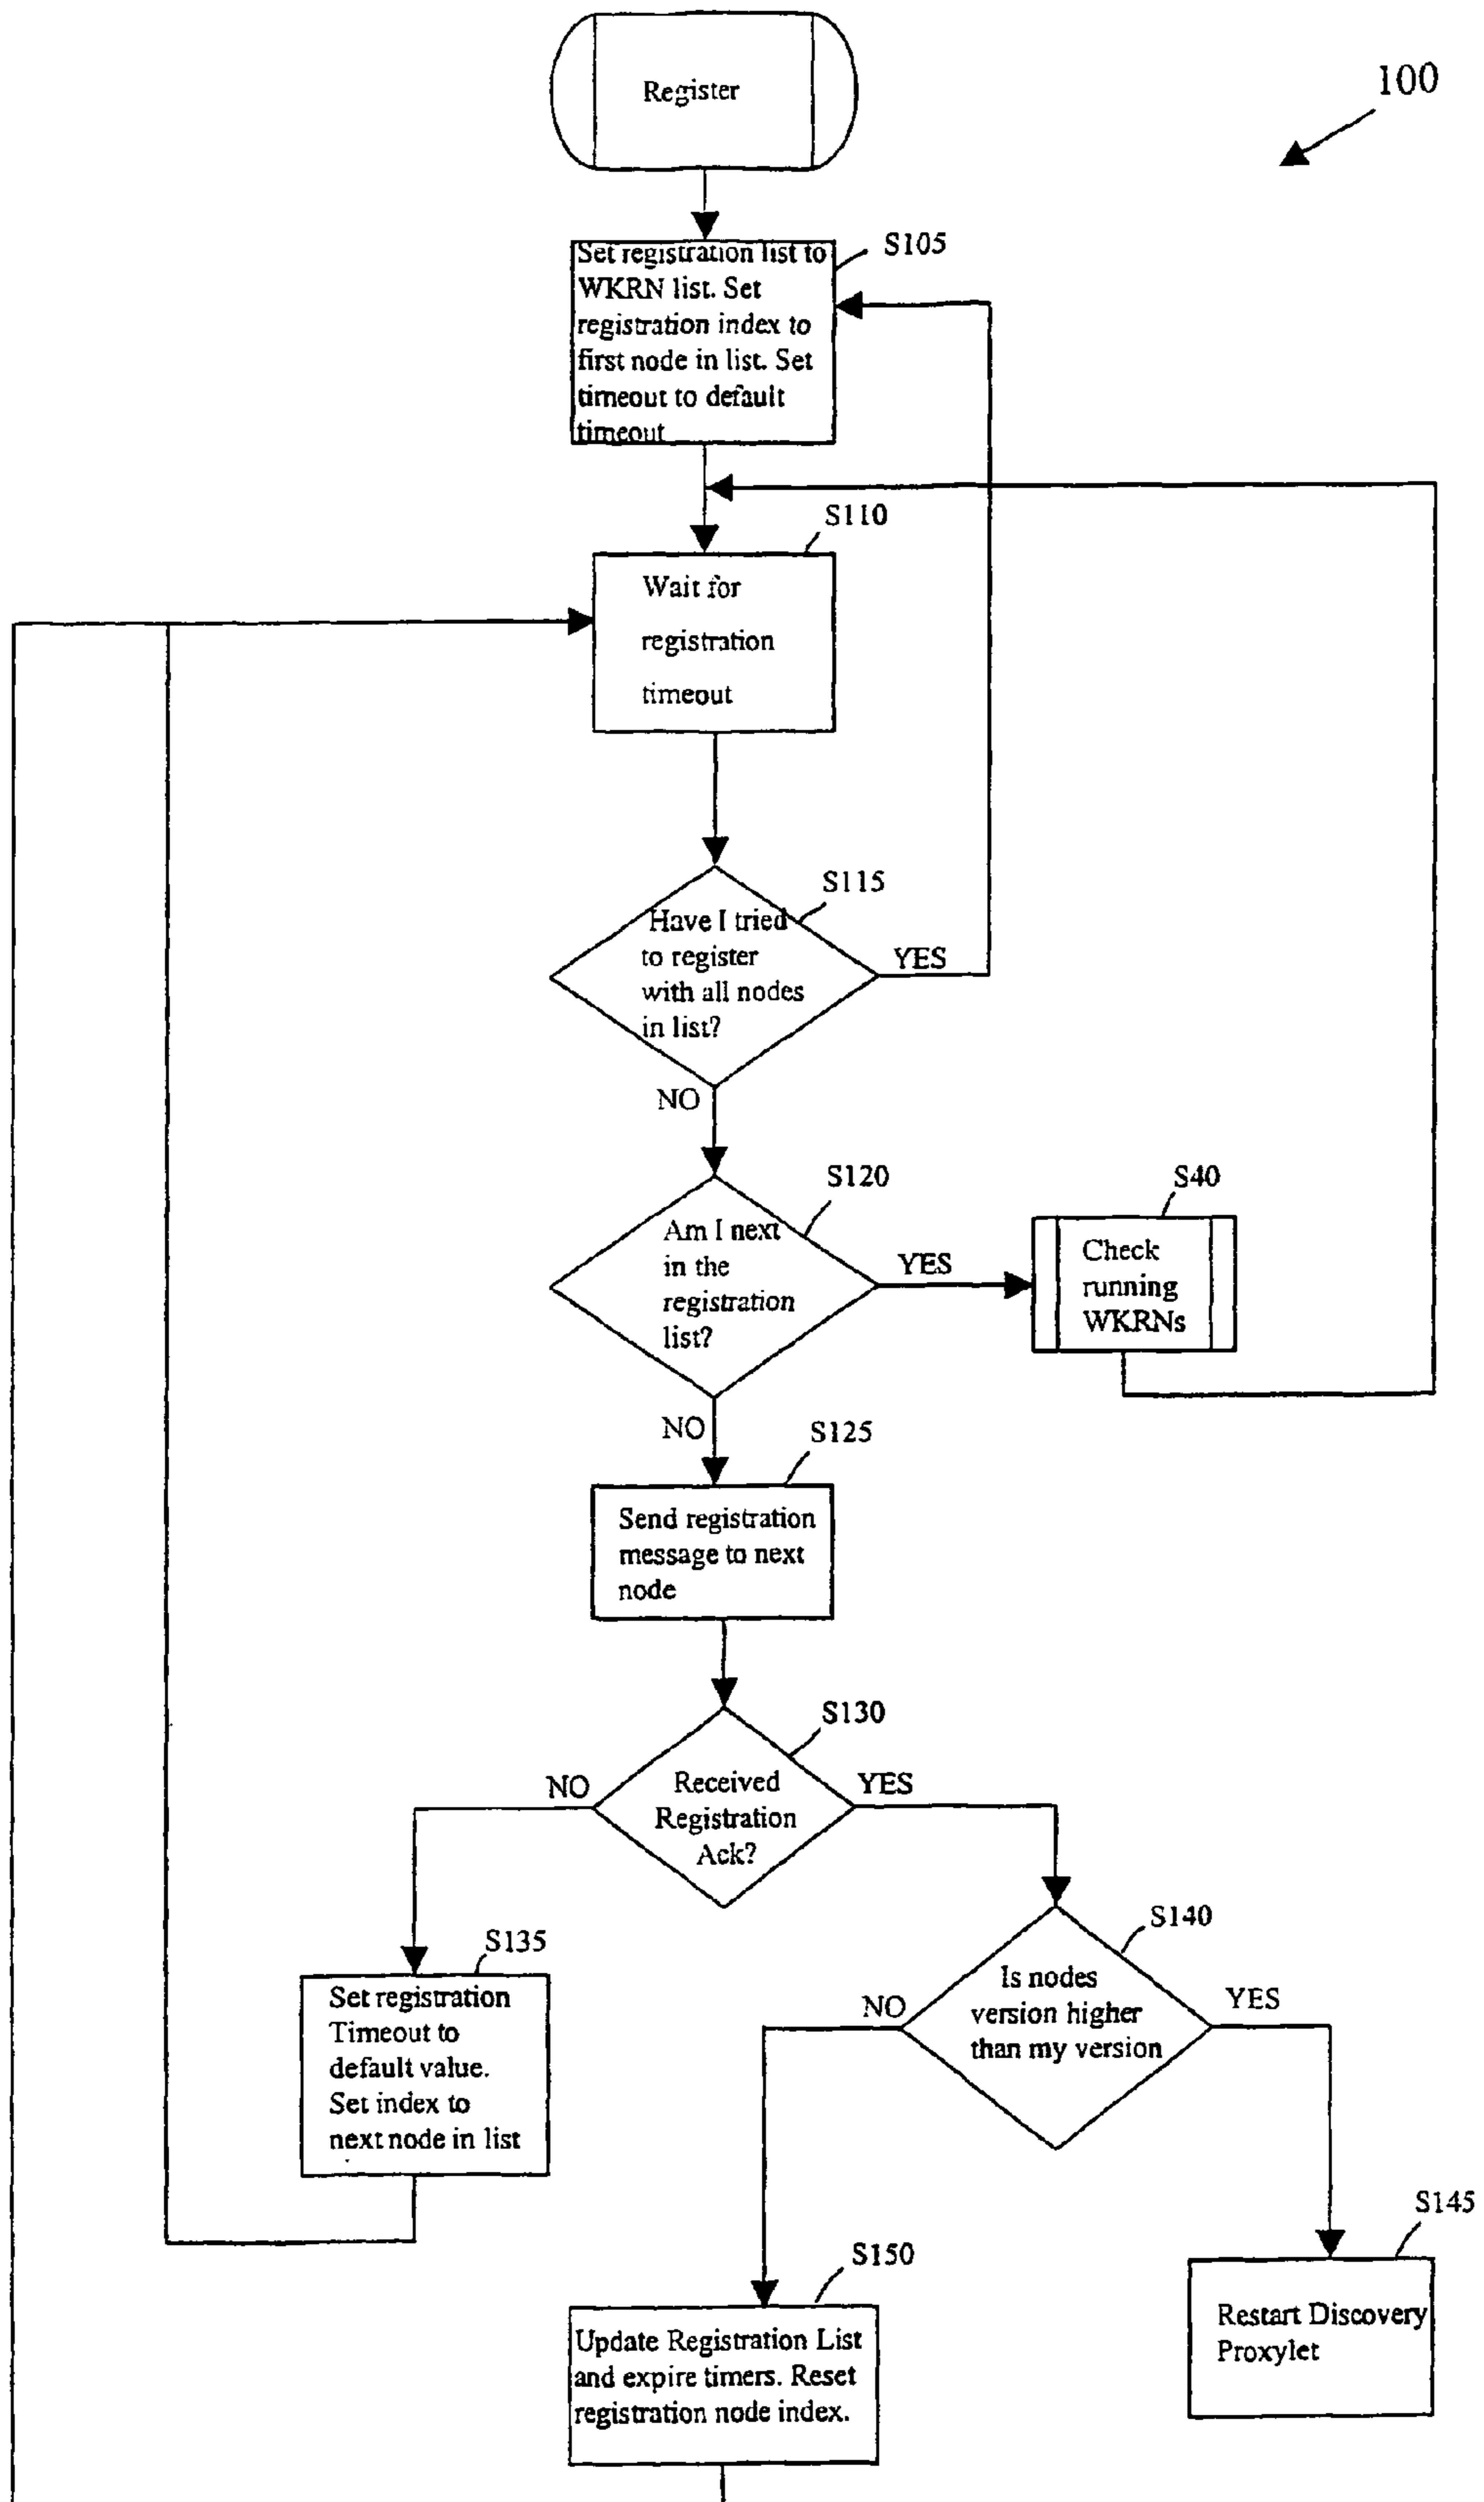 Register
100
S105
Set registration list to
WKRN list. Set
registration index to
first node in list. Set
timeout to default
timeout
S110
Wait for
registration
timeout
S115
Have I tried
to register
with all nodes
in list?
YES
NO
S120
Am I next
in the
registration
list?
YES
S40
Check
running
WKRNs
NO
S125
Send registration
message to next
node
S130
Received
Registration
Ack?
NO
YES
S135
Set registration
Timeout to
default value.
Set index to
next node in list
S140
Is nodes
version higher
than my version
NO
YES
S145
Restart Discovery
Proxylet
S150
Update Registration List
and expire timers. Reset
registration node index.